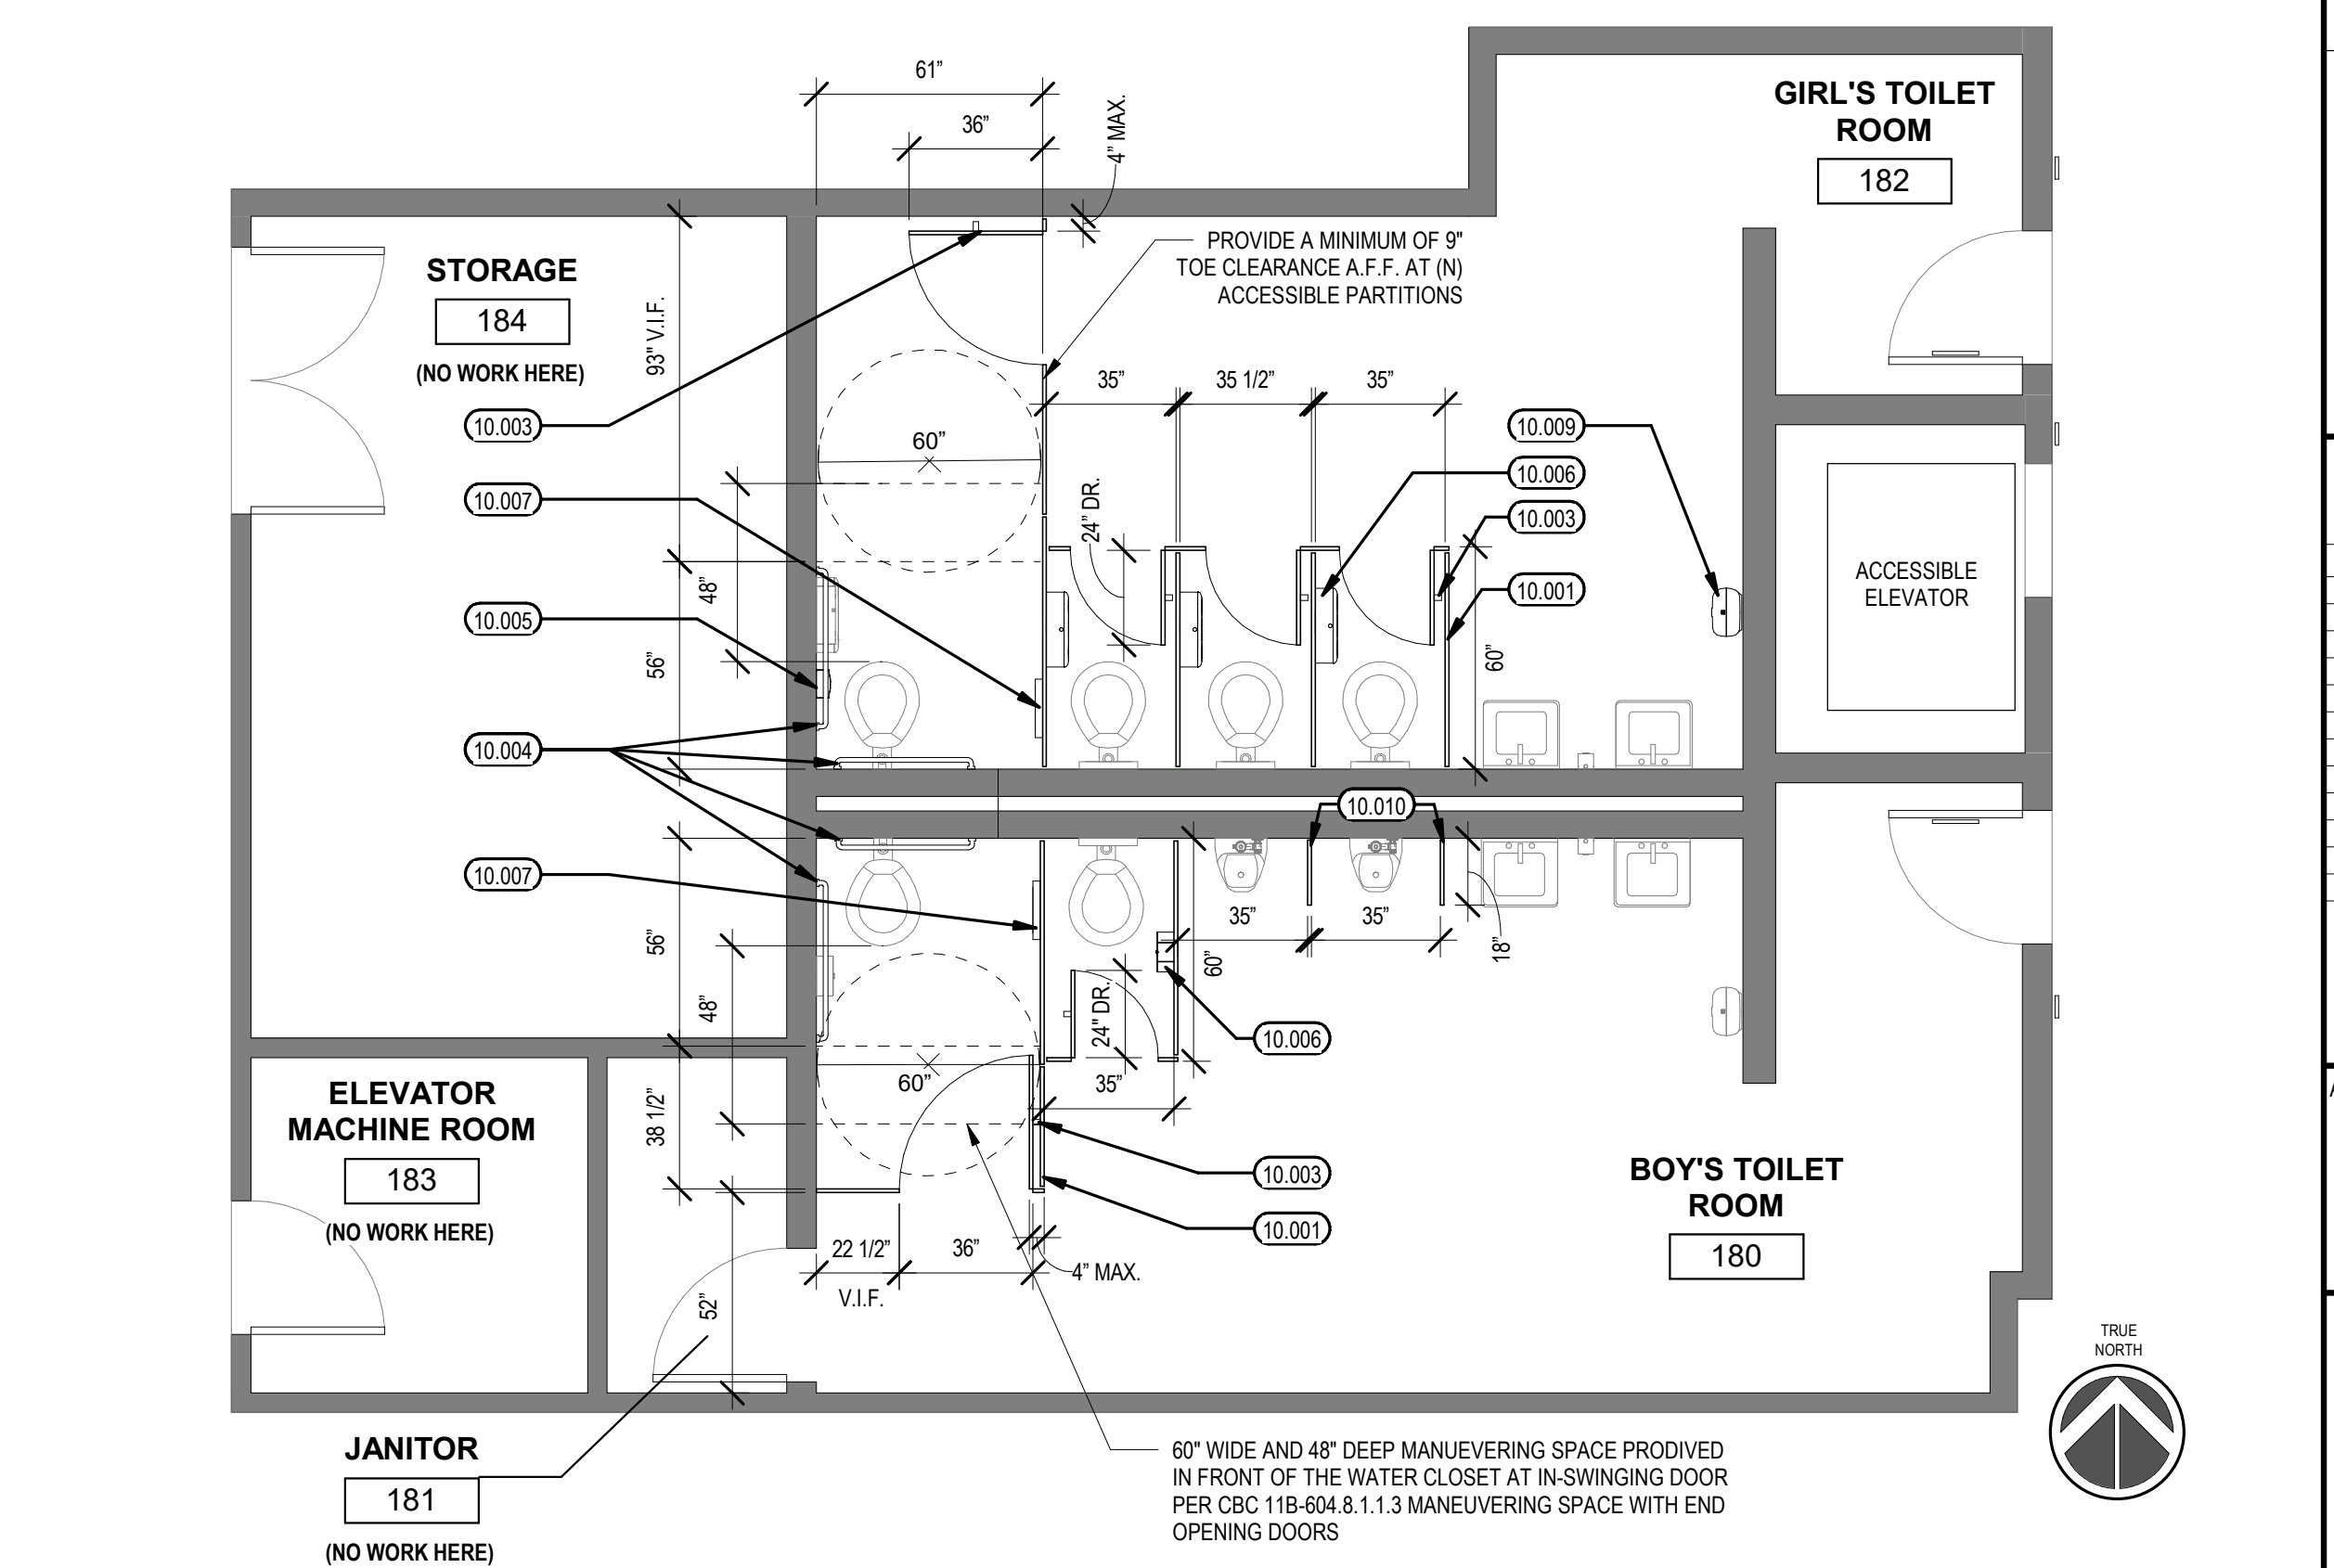 61”
36”
4” MAX.
GIRL'S TOILET
ROOM
182
PROVIDE A MINIMUM OF 9"
TOE CLEARANCE A.F.F. AT (N)
ACCESSIBLE PARTITIONS
STORAGE
184
(NO WORK HERE)
93" V.I.F.
10.003
10.007
10.005
10.004
10.007
60”
48”
56”
35”
35 1/2”
35”
24” DR.
60”
10.009
10.006
10.003
10.001
ACCESSIBLE
ELEVATOR
10.010
35”
35”
18”
60”
24" DR.
35”
10.006
56”
48”
60”
38 1/2”
10.003
10.001
22 1/2”
V.I.F.
36”
4” MAX.
52”
ELEVATOR
MACHINE ROOM
183
(NO WORK HERE)
BOY'S TOILET
ROOM
180
JANITOR
181
(NO WORK HERE)
60" WIDE AND 48" DEEP MANUEVERING SPACE PRODIVED
IN FRONT OF THE WATER CLOSET AT IN-SWINGING DOOR
PER CBC 11B-604.8.1.1.3 MANEUVERING SPACE WITH END
OPENING DOORS
TRUE
NORTH